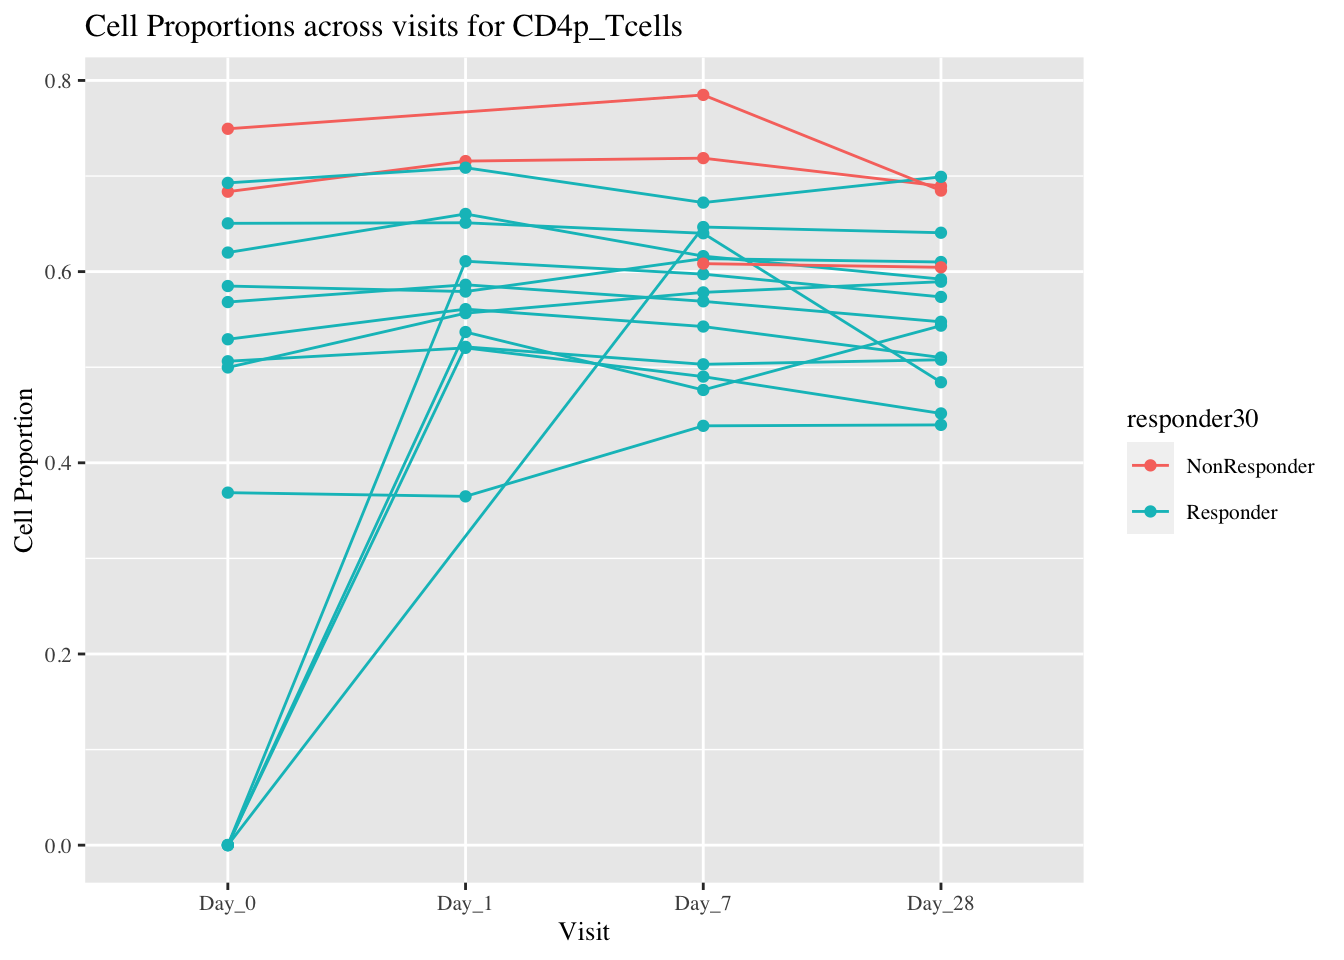 Cell Proportions across visits for CD4p_Tcells
0.8
0.6
0.4
0.2
0.0
Cell Proportion
Day_0
Day_1
Day_7
Day_28
Visit
responder30
NonResponder
Responder